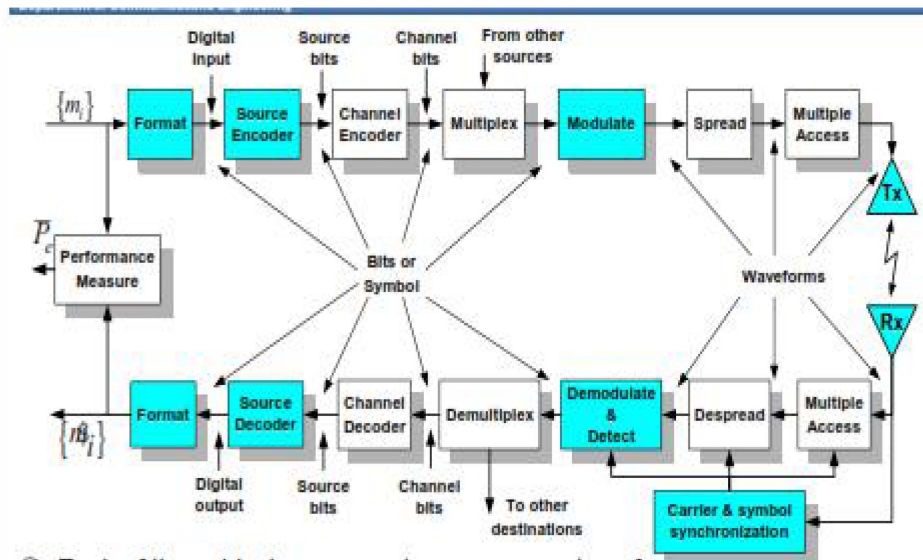 Digital
input
Source
bits
Channel
bits
From other
sources
{m_i}
Format
Source
Encoder
Channel
Encoder
Multiplex
Modulate
Spread
Multiple
Access
Tx
P_e
Performance
Measure
Bits or
Symbol
Waveforms
Rx
Format
Source
Decoder
Channel
Decoder
Demultiplex
Demodulate
&
Detect
Despread
Multiple
Access
Digital
output
Source
bits
Channel
bits
To other
destinations
Carrier & symbol
synchronization